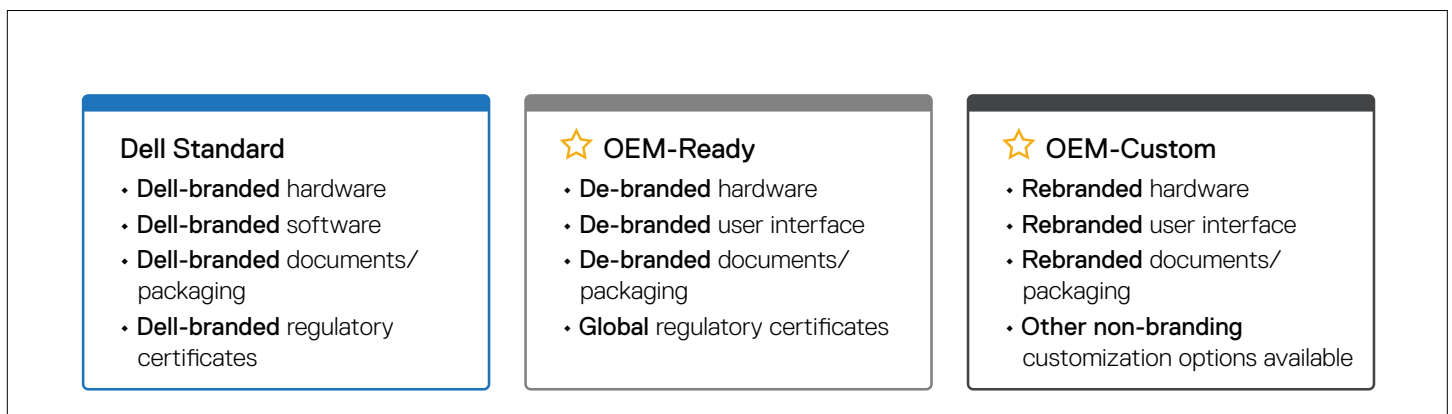 Dell Standard
• Dell-branded hardware
• Dell-branded software
• Dell-branded documents/
packaging
• Dell-branded regulatory
certificates
OEM-Ready
• De-branded hardware
• De-branded user interface
• De-branded documents/
packaging
• Global regulatory certificates
OEM-Custom
• Rebranded hardware
• Rebranded user interface
• Rebranded documents/
packaging
• Other non-branding
customization options available